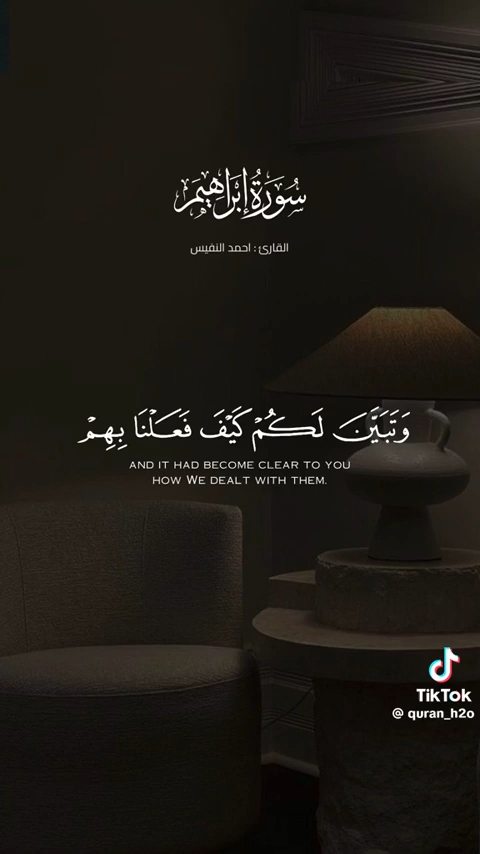 سُورَةُ إِبْرَاهِيمَ
القارئ : احمد النفيس
وَتَبَيَّنَ لَكُمْ كَيْفَ فَعَلْنَا بِهِمْ
AND IT HAD BECOME CLEAR TO YOU
HOW WE DEALT WITH THEM.
TikTok
@ quran_h2o